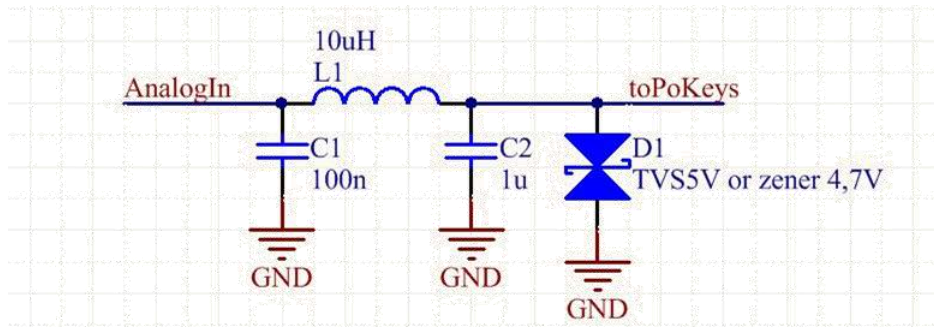 10uH
L1
AnalogIn
toPoKeys
C1
100n
C2
1u
D1
TVS5V or zener 4,7V
GND
GND
GND